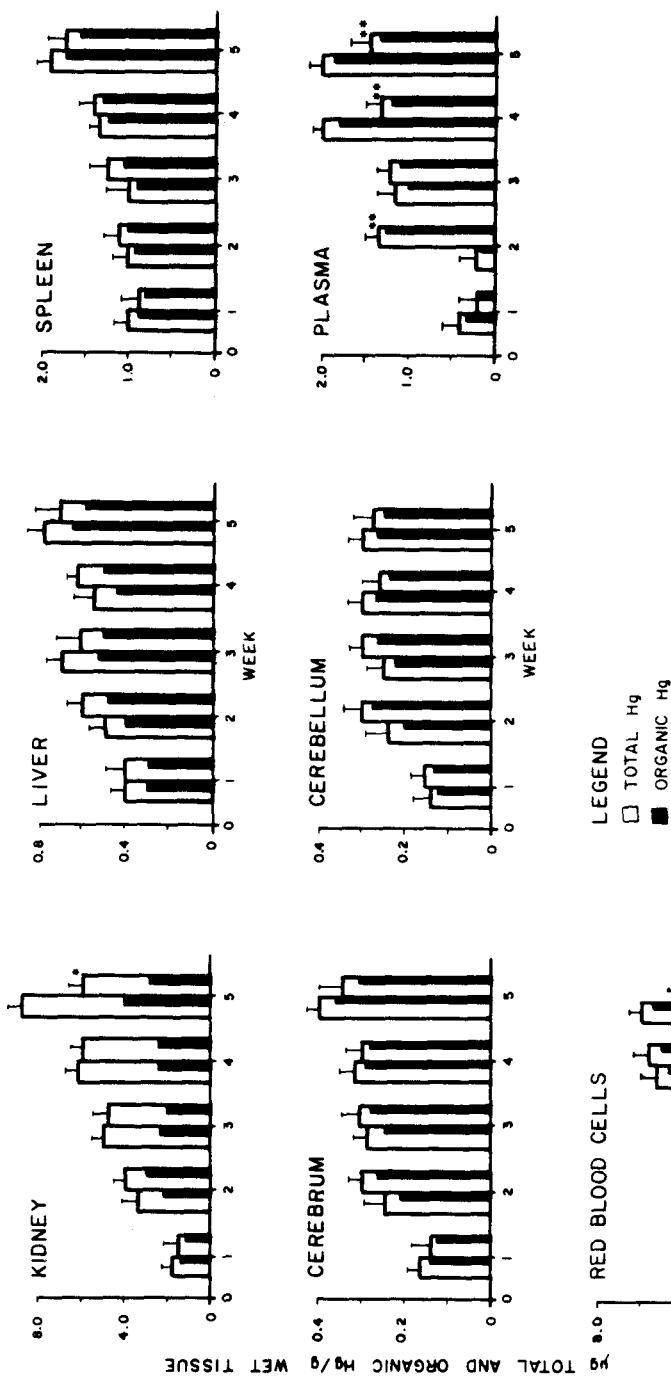 KIDNEY
8.0
4.0
0
0 1 2 3 4 5
*
LIVER
0.8
0.4
0
0 1 2 3 4 5
WEEK
SPLEEN
2.0
1.0
0
0 1 2 3 4 5
CEREBRUM
0.4
0.2
0
0 1 2 3 4 5
CEREBELLUM
0.4
0.2
0
0 1 2 3 4 5
WEEK
PLASMA
2.0
1.0
0
0 1 2 3 4 5
**
**
**
µg TOTAL AND ORGANIC Hg/g WET TISSUE
RED BLOOD CELLS
8.0
LEGEND
TOTAL Hg
ORGANIC Hg